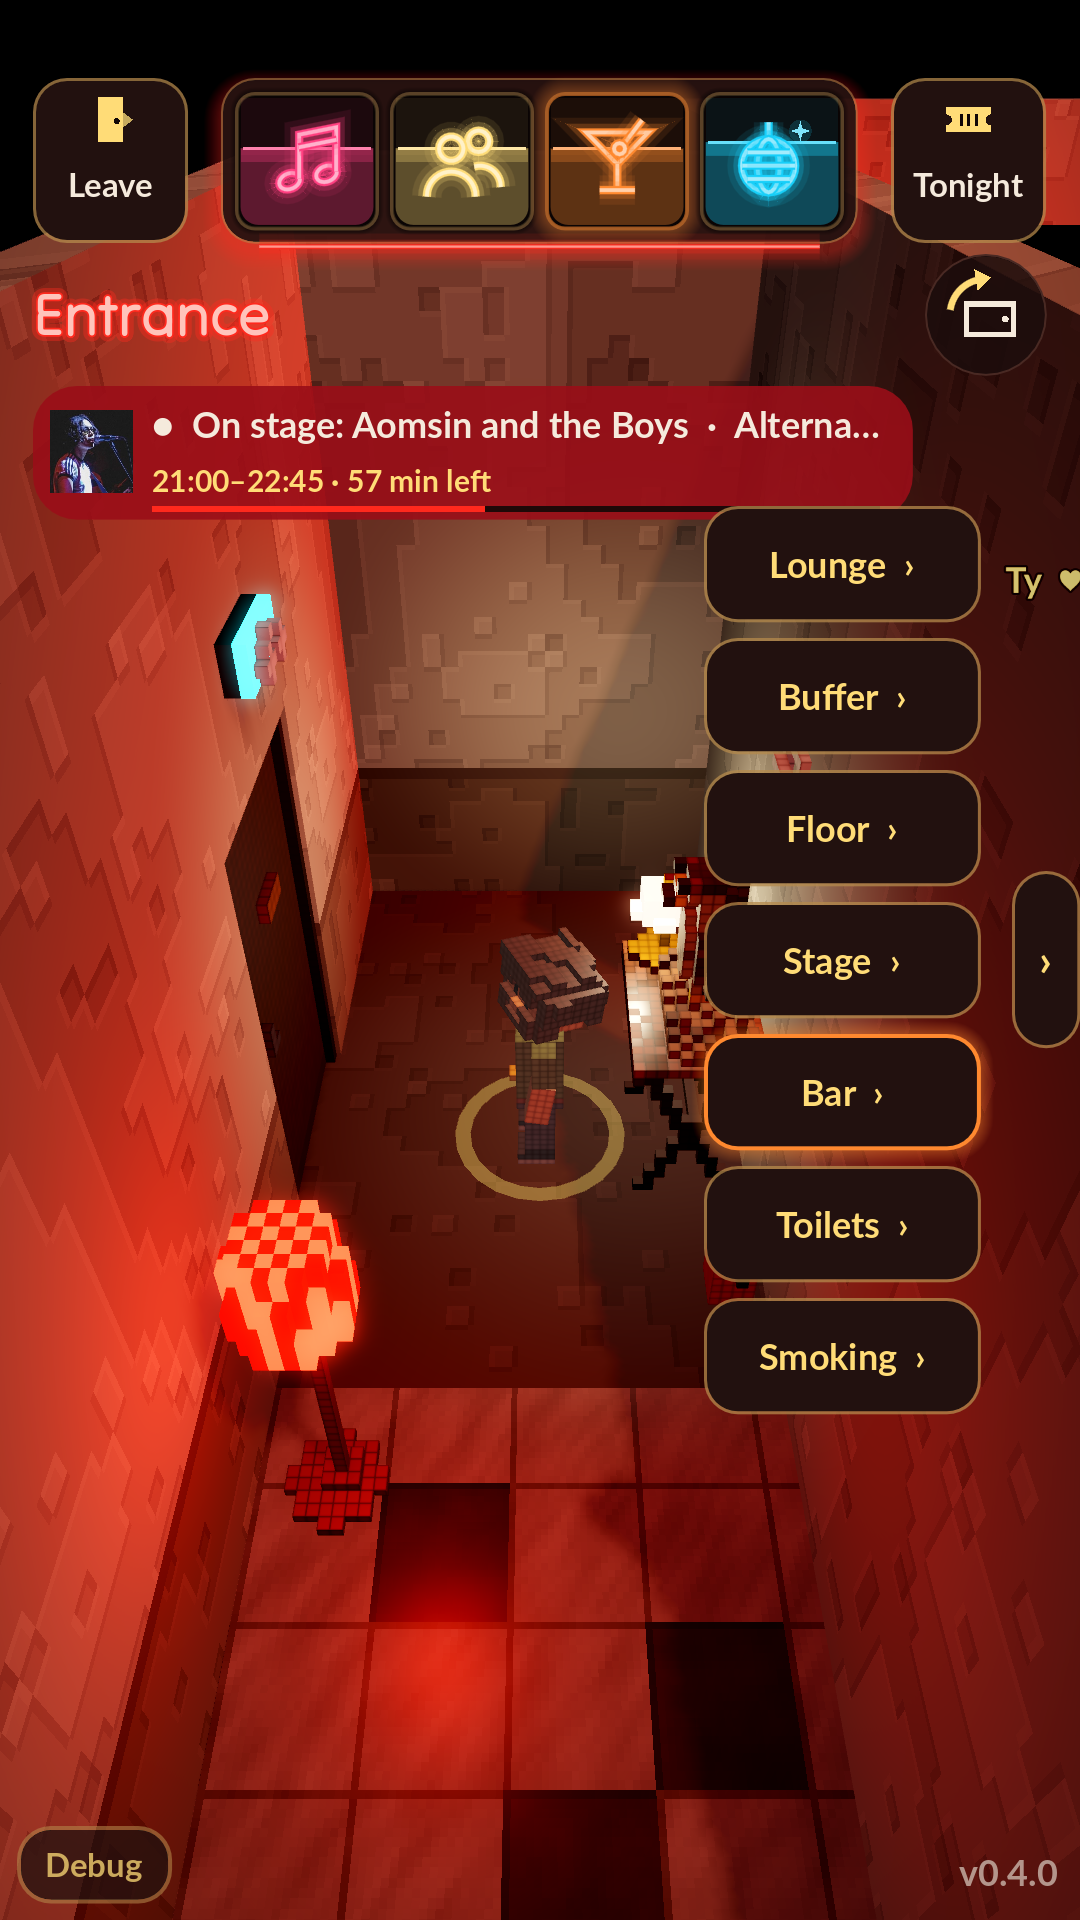 Leave
Tonight
Entrance
● On stage: Aomsin and the Boys · Alterna...
21:00–22:45 · 57 min left
Lounge ›
Ty ♥
Buffer ›
Floor ›
Stage ›
›
Bar ›
Toilets ›
Smoking ›
Debug
v0.4.0